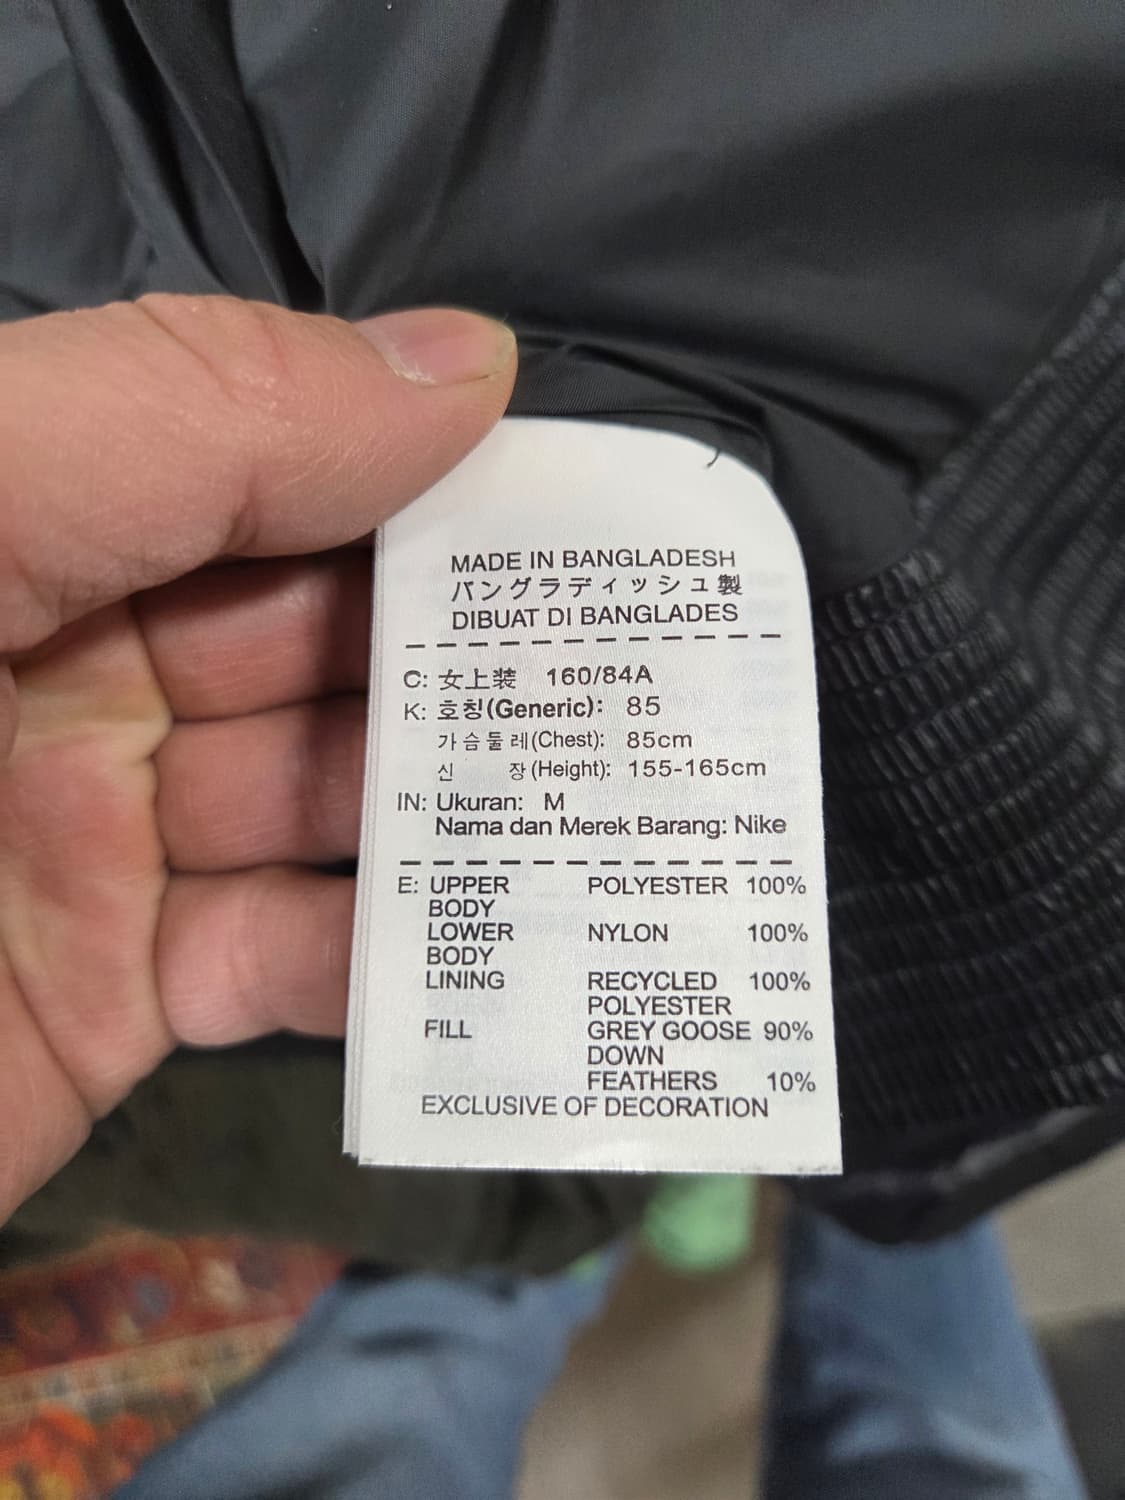 MADE IN BANGLADESH
バングラディッシュ製
DIBUAT DI BANGLADES
C: 女上装 160/84A
K: 호칭(Generic): 85
가슴둘레(Chest): 85cm
신 장(Height): 155-165cm
IN: Ukuran: M
Nama dan Merek Barang: Nike
E: UPPER POLYESTER 100%
BODY
LOWER NYLON 100%
BODY
LINING RECYCLED 100%
POLYESTER
FILL GREY GOOSE 90%
DOWN
FEATHERS 10%
EXCLUSIVE OF DECORATION